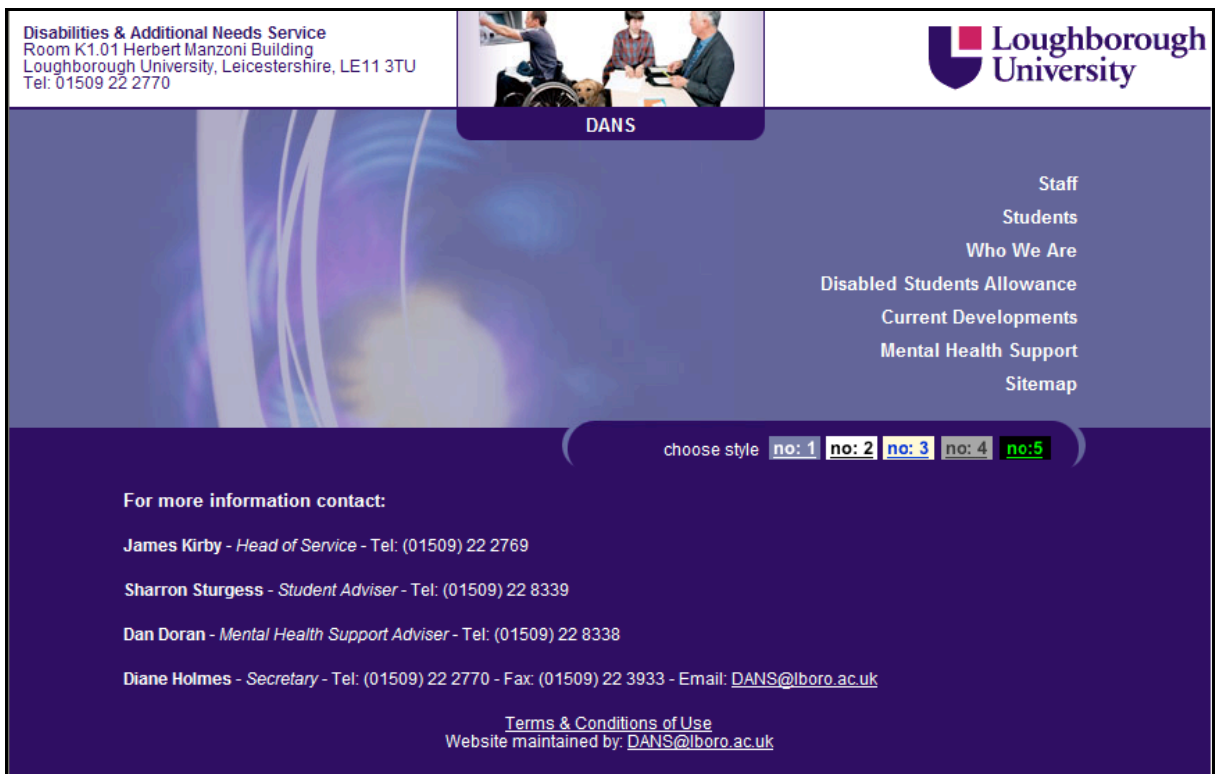 Disabilities & Additional Needs Service
Room K1.01 Herbert Manzoni Building
Loughborough University, Leicestershire, LE11 3TU
Tel: 01509 22 2770
Loughborough
University
DANS
Staff
Students
Who We Are
Disabled Students Allowance
Current Developments
Mental Health Support
Sitemap
choose style no: 1 no: 2 no: 3 no: 4 no:5
For more information contact:
James Kirby - Head of Service - Tel: (01509) 22 2769
Sharron Sturgess - Student Adviser - Tel: (01509) 22 8339
Dan Doran - Mental Health Support Adviser - Tel: (01509) 22 8338
Diane Holmes - Secretary - Tel: (01509) 22 2770 - Fax: (01509) 22 3933 - Email: DANS@lboro.ac.uk
Terms & Conditions of Use
Website maintained by: DANS@lboro.ac.uk